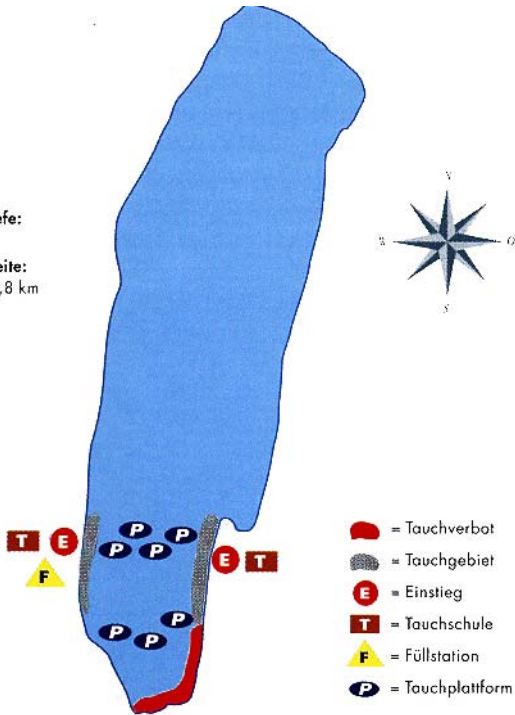 efe:
eite:
,8 km
W
O
S
T
E
F
E
T
P
P
P
P
P
P
P
= Tauchverbot
= Tauchgebiet
E = Einstieg
T = Tauchschule
F = Füllstation
P = Tauchplattform